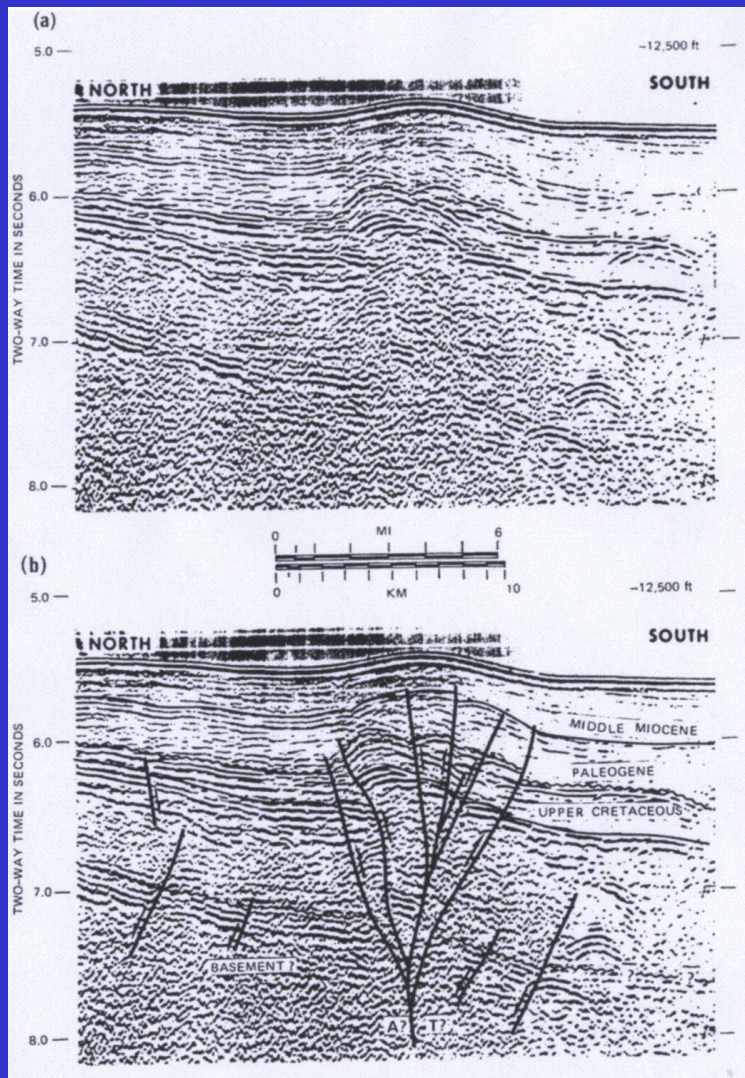 (a)
5.0
-12,500 ft
NORTH
SOUTH
6.0
TWO-WAY TIME IN SECONDS
7.0
8.0
0 MI 6
0 KM 10
(b)
5.0
-12,500 ft
NORTH
SOUTH
MIDDLE MIOCENE
6.0
PALEOGENE
UPPER CRETACEOUS
TWO-WAY TIME IN SECONDS
7.0
BASEMENT ?
? ?
A? T?
8.0